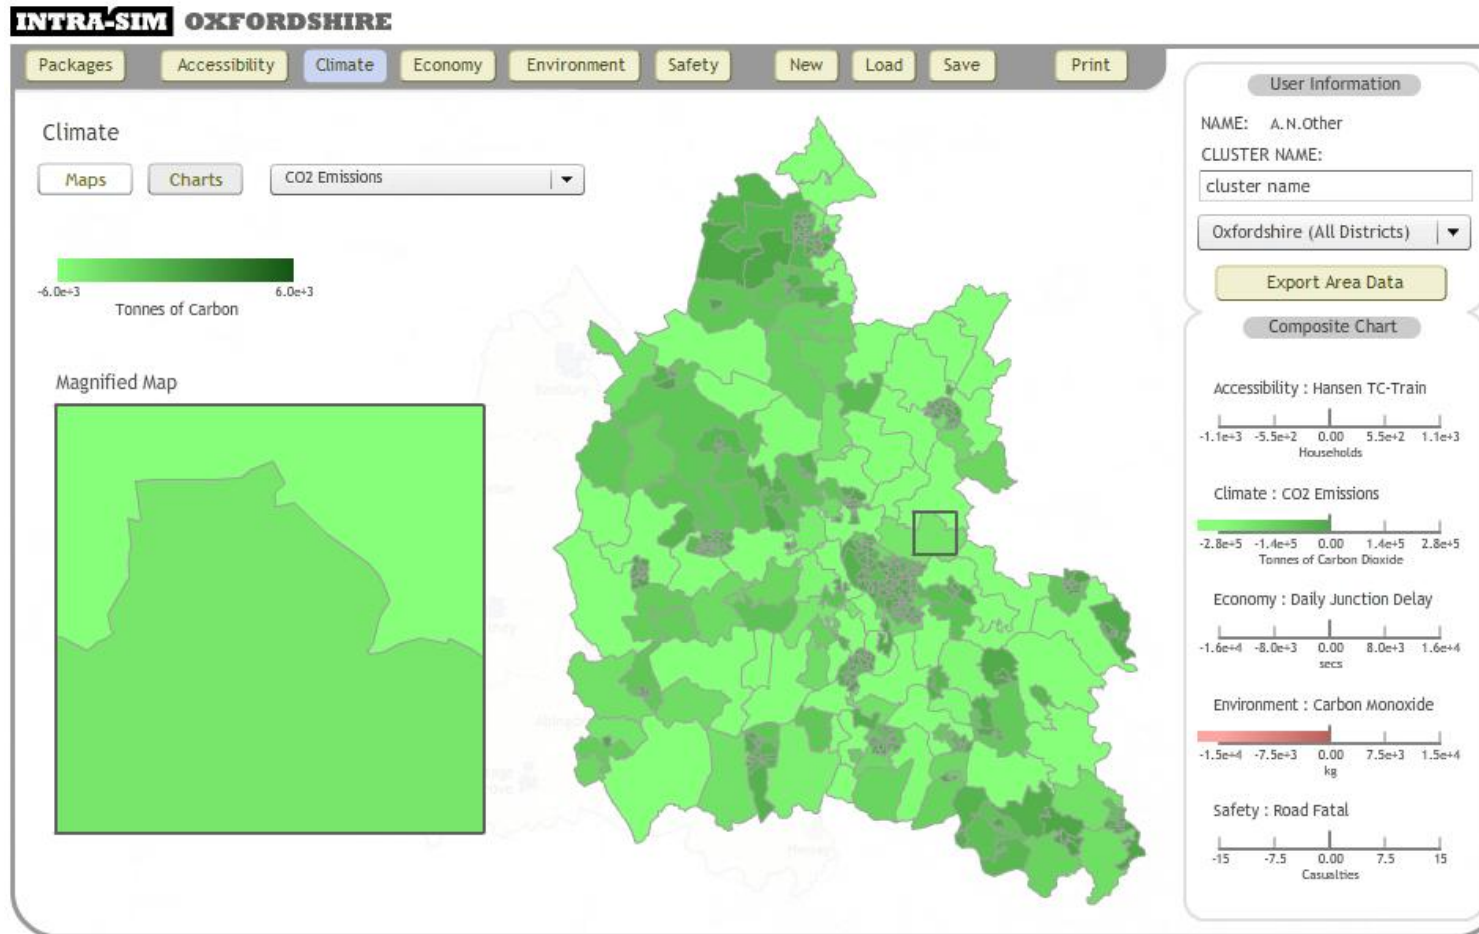 INTRA-SIM OXFORDSHIRE
Packages Accessibility Climate Economy Environment Safety New Load Save Print
Climate
Maps Charts CO2 Emissions
-6.0e+3 6.0e+3
Tonnes of Carbon
Magnified Map
User Information
NAME: A.N.Other
CLUSTER NAME:
cluster name
Oxfordshire (All Districts)
Export Area Data
Composite Chart
Accessibility : Hansen TC-Train
-1.1e+3 -5.5e+2 0.00 5.5e+2 1.1e+3
Households
Climate : CO2 Emissions
-2.8e+5 -1.4e+5 0.00 1.4e+5 2.8e+5
Tonnes of Carbon Dioxide
Economy : Daily Junction Delay
-1.6e+4 -8.0e+3 0.00 8.0e+3 1.6e+4
secs
Environment : Carbon Monoxide
-1.5e+4 -7.5e+3 0.00 7.5e+3 1.5e+4
kg
Safety : Road Fatal
-15 -7.5 0.00 7.5 15
Casualties